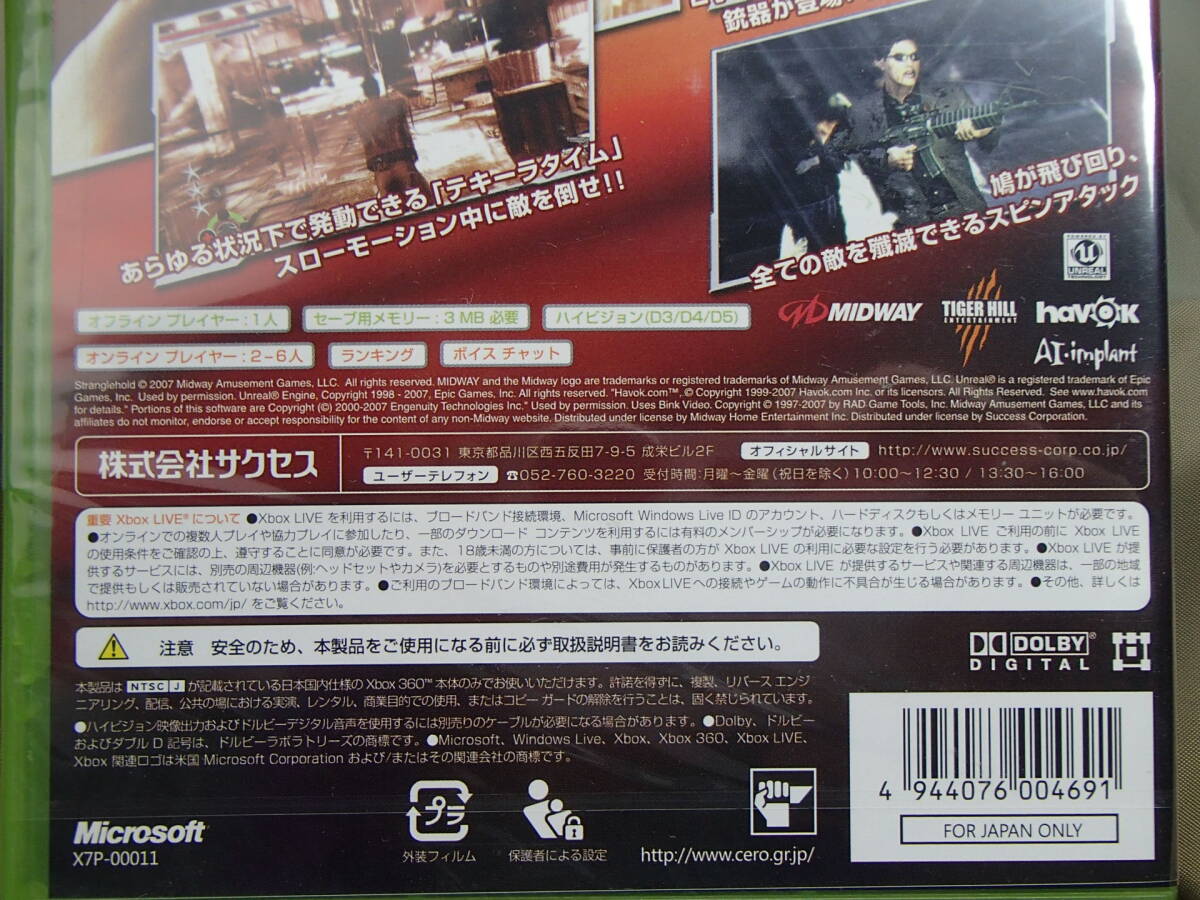 銃器が登場
あらゆる状況下で発動できる「テキーラタイム」
スローモーション中に敵を倒せ!!
鳩が飛び回り、
全ての敵を殲滅できるスピンアタック
POWERED BY
UNREAL
TECHNOLOGY
オフライン プレイヤー：1人
セーブ用メモリー：3 MB 必要
ハイビジョン(D3/D4/D5)
MIDWAY
TIGER HILL
ENTERTAINMENT
havok
オンライン プレイヤー：2-6人
ランキング
ボイス チャット
AI・implant
Stranglehold © 2007 Midway Amusement Games, LLC. All rights reserved. MIDWAY and the Midway logo are trademarks or registered trademarks of Midway Amusement Games, LLC. Unreal® is a registered trademark of Epic
Games, Inc. Used by permission. Unreal® Engine, Copyright 1998 - 2007, Epic Games, Inc. All rights reserved. "Havok.com™, © Copyright 1999-2007 Havok.com Inc. or its licensors. All Rights Reserved. See www.havok.com
for details." Portions of this software are Copyright (©) 2000-2007 Engenuity Technologies Inc." Used by permission. Uses Bink Video. Copyright © 1997-2007 by RAD Game Tools, Inc. Midway Amusement Games, LLC and its
affiliates do not monitor, endorse or accept responsibility for the content of any non-Midway website. Distributed under license by Midway Home Entertainment Inc. Distributed under license by Success Corporation.
株式会社サクセス
〒141-0031 東京都品川区西五反田7-9-5 成栄ビル2F
オフィシャルサイト
http://www.success-corp.co.jp/
ユーザーテレフォン
☎052-760-3220 受付時間：月曜～金曜(祝日を除く) 10:00～12:30 / 13:30～16:00
重要 Xbox LIVE® について ●Xbox LIVE を利用するには、ブロードバンド接続環境、Microsoft Windows Live ID のアカウント、ハードディスクもしくはメモリー ユニットが必要です。
●オンラインでの複数人プレイや協力プレイに参加したり、一部のダウンロード コンテンツを利用するには有料のメンバーシップが必要になります。●Xbox LIVE ご利用の前に Xbox LIVE
の使用条件をご確認の上、遵守することに同意が必要です。また、18歳未満の方については、事前に保護者の方が Xbox LIVE の利用に必要な設定を行う必要があります。●Xbox LIVE が提
供するサービスには、別売の周辺機器(例:ヘッドセットやカメラ)を必要とするものや別途費用が発生するものがあります。●Xbox LIVE が提供するサービスや関連する周辺機器は、一部の地域
で提供もしくは販売されていない場合があります。●ご利用のブロードバンド環境によっては、Xbox LIVE への接続やゲームの動作に不具合が生じる場合があります。●その他、詳しくは
http://www.xbox.com/jp/ をご覧ください。
注意 安全のため、本製品をご使用になる前に必ず取扱説明書をお読みください。
DOLBY
DIGITAL
本製品は NTSC J が記載されている日本国内仕様の Xbox 360™ 本体のみでお使いいただけます。許諾を得ずに、複製、リバース エンジ
ニアリング、配信、公共の場における実演、レンタル、商業目的での使用、またはコピー ガードの解除を行うことは、固く禁じられています。
●ハイビジョン映像出力およびドルビーデジタル音声を使用するには別売りのケーブルが必要になる場合があります。●Dolby、ドルビー
およびダブル D 記号は、ドルビーラボラトリーズの商標です。●Microsoft、Windows Live、Xbox、Xbox 360、Xbox LIVE、
Xbox 関連ロゴは米国 Microsoft Corporation および/またはその関連会社の商標です。
4 944076 004691
FOR JAPAN ONLY
Microsoft
X7P-00011
プラ
外装フィルム
保護者による設定
http://www.cero.gr.jp/